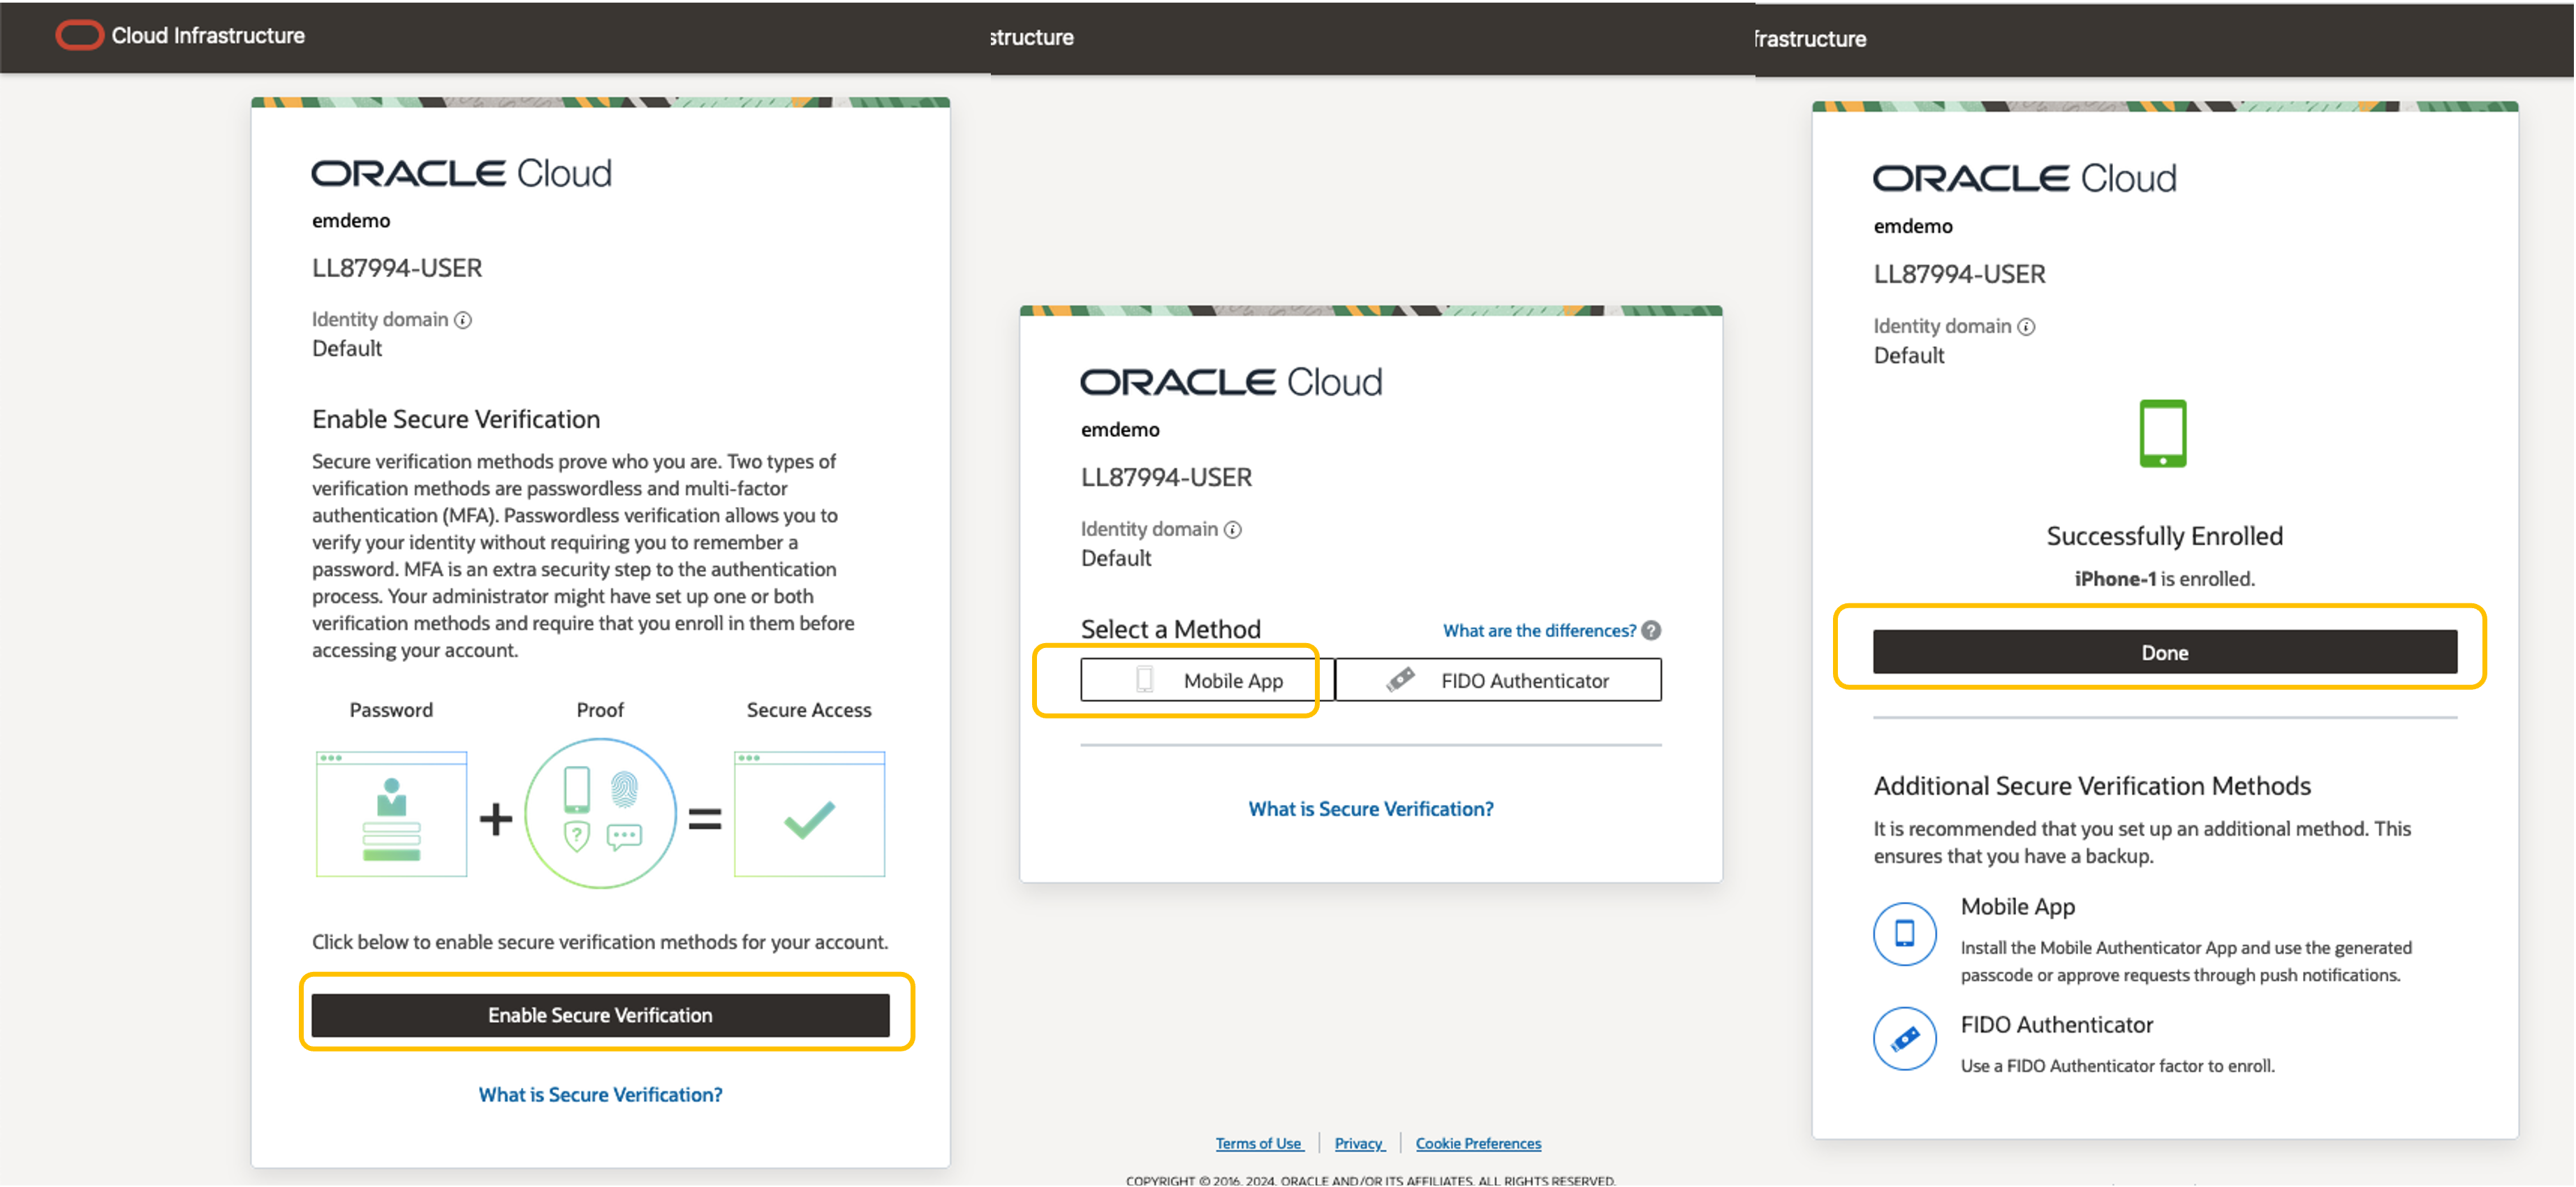 Cloud Infrastructure
ORACLE Cloud
emdemo
LL87994-USER
Identity domain
Default
Enable Secure Verification
Secure verification methods prove who you are. Two types of
verification methods are passwordless and multi-factor
authentication (MFA). Passwordless verification allows you to
verify your identity without requiring you to remember a
password. MFA is an extra security step to the authentication
process. Your administrator might have set up one or both
verification methods and require that you enroll in them before
accessing your account.
Password
Proof
Secure Access
+
=
Click below to enable secure verification methods for your account.
Enable Secure Verification
What is Secure Verification?
structure
ORACLE Cloud
emdemo
LL87994-USER
Identity domain
Default
Select a Method
What are the differences?
Mobile App
FIDO Authenticator
What is Secure Verification?
Terms of Use | Privacy | Cookie Preferences
COPYRIGHT © 2016, 2024, ORACLE AND/OR ITS AFFILIATES. ALL RIGHTS RESERVED.
frastructure
ORACLE Cloud
emdemo
LL87994-USER
Identity domain
Default
Successfully Enrolled
iPhone-1 is enrolled.
Done
Additional Secure Verification Methods
It is recommended that you set up an additional method. This
ensures that you have a backup.
Mobile App
Install the Mobile Authenticator App and use the generated
passcode or approve requests through push notifications.
FIDO Authenticator
Use a FIDO Authenticator factor to enroll.